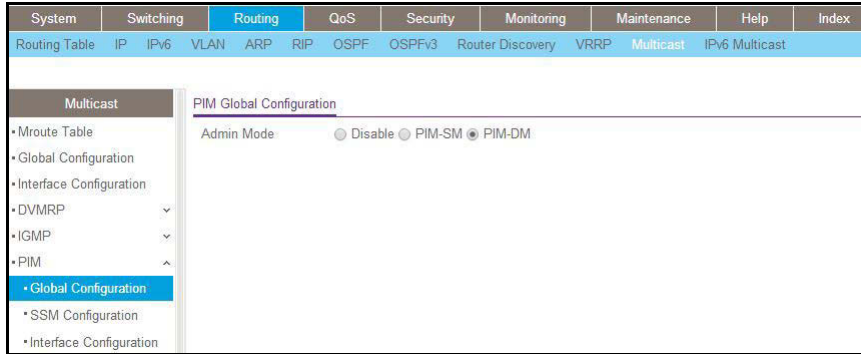 System Switching Routing QoS Security Monitoring Maintenance Help Index
Routing Table IP IPv6 VLAN ARP RIP OSPF OSPFv3 Router Discovery VRRP Multicast IPv6 Multicast
Multicast
PIM Global Configuration
Mroute Table
Admin Mode Disable PIM-SM PIM-DM
Global Configuration
Interface Configuration
DVMRP
IGMP
PIM
Global Configuration
SSM Configuration
Interface Configuration